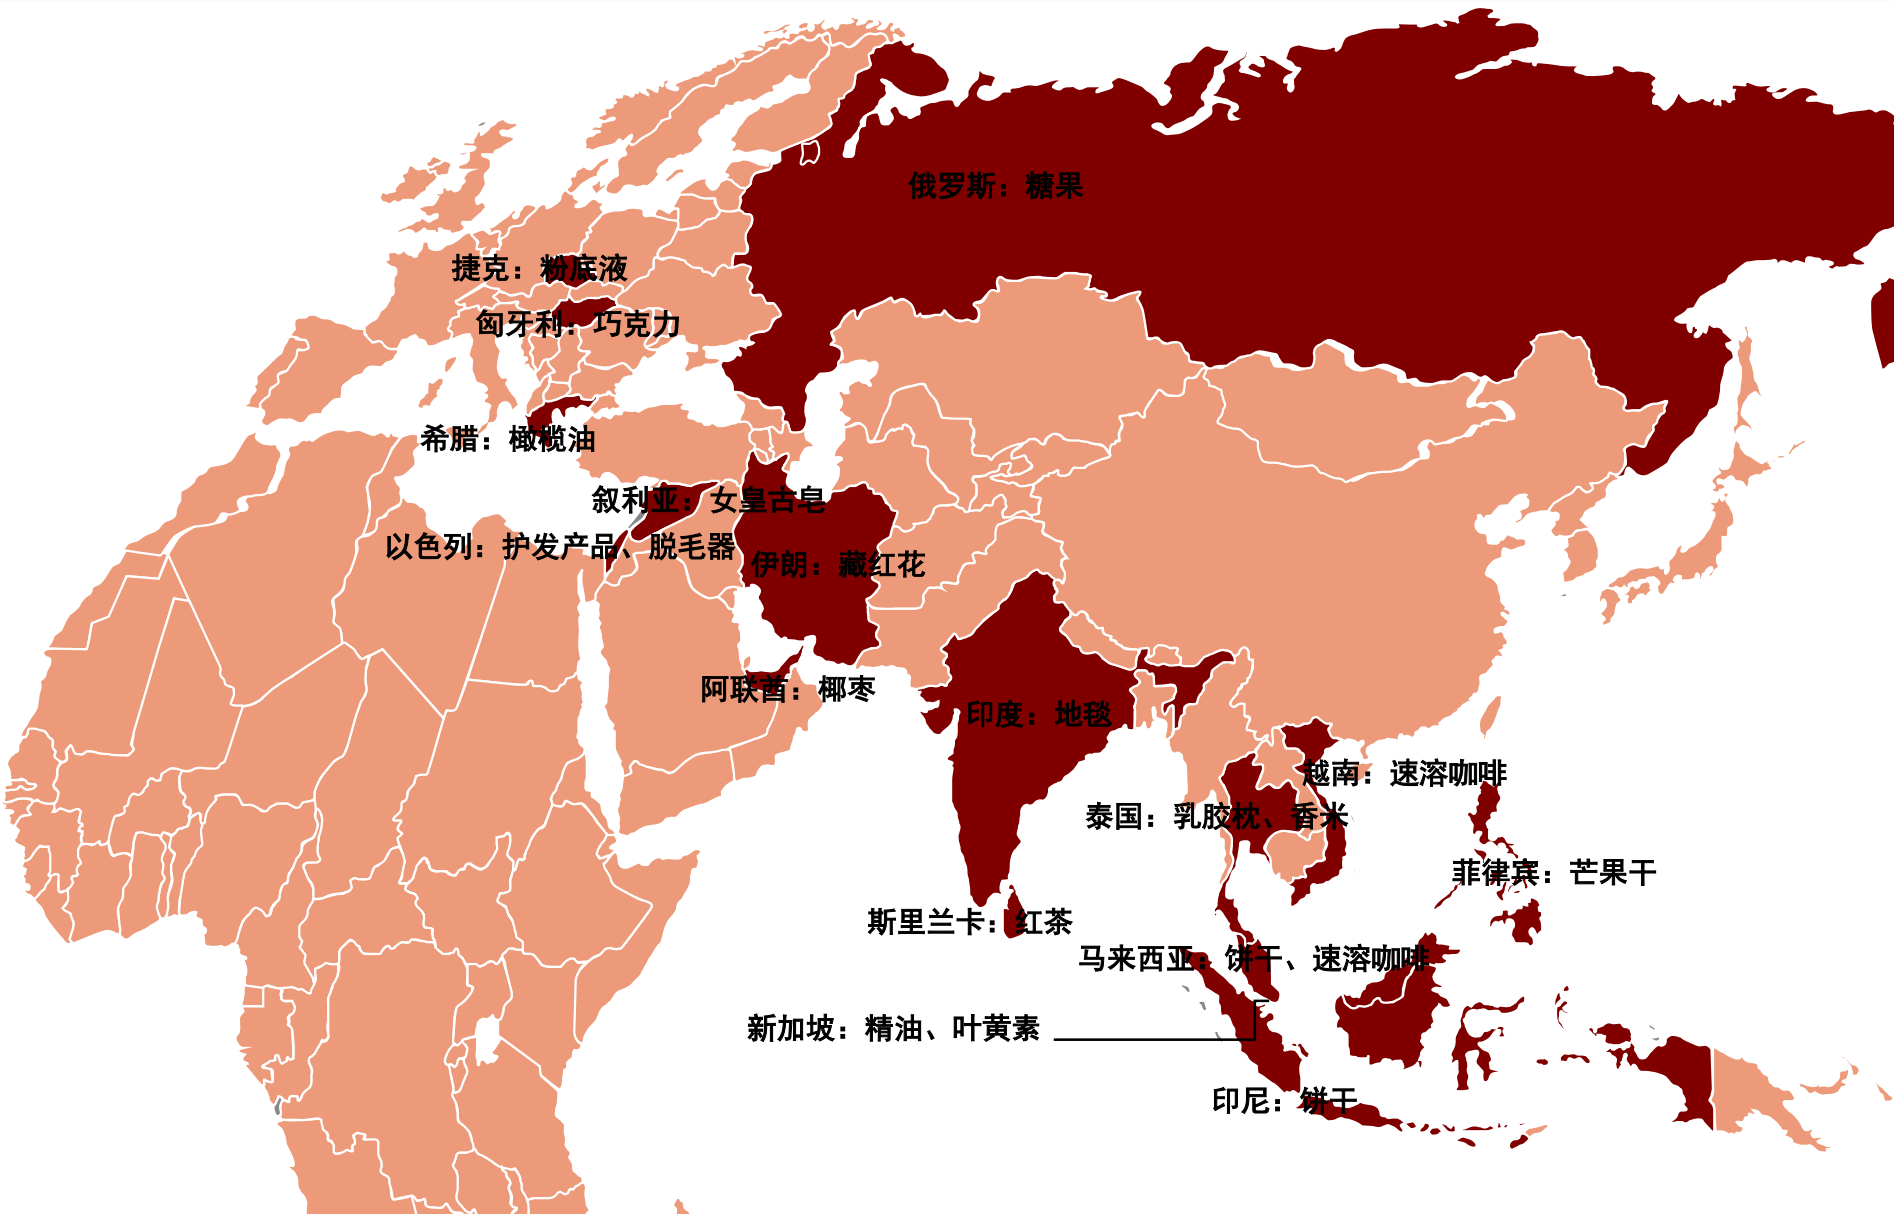 俄罗斯：糖果
捷克：粉底液
匈牙利：巧克力
希腊：橄榄油
叙利亚：女皇古皂
以色列：护发产品、脱毛器
伊朗：藏红花
阿联酋：椰枣
印度：地毯
越南：速溶咖啡
泰国：乳胶枕、香米
菲律宾：芒果干
斯里兰卡：红茶
马来西亚：饼干、速溶咖啡
新加坡：精油、叶黄素
印尼：饼干